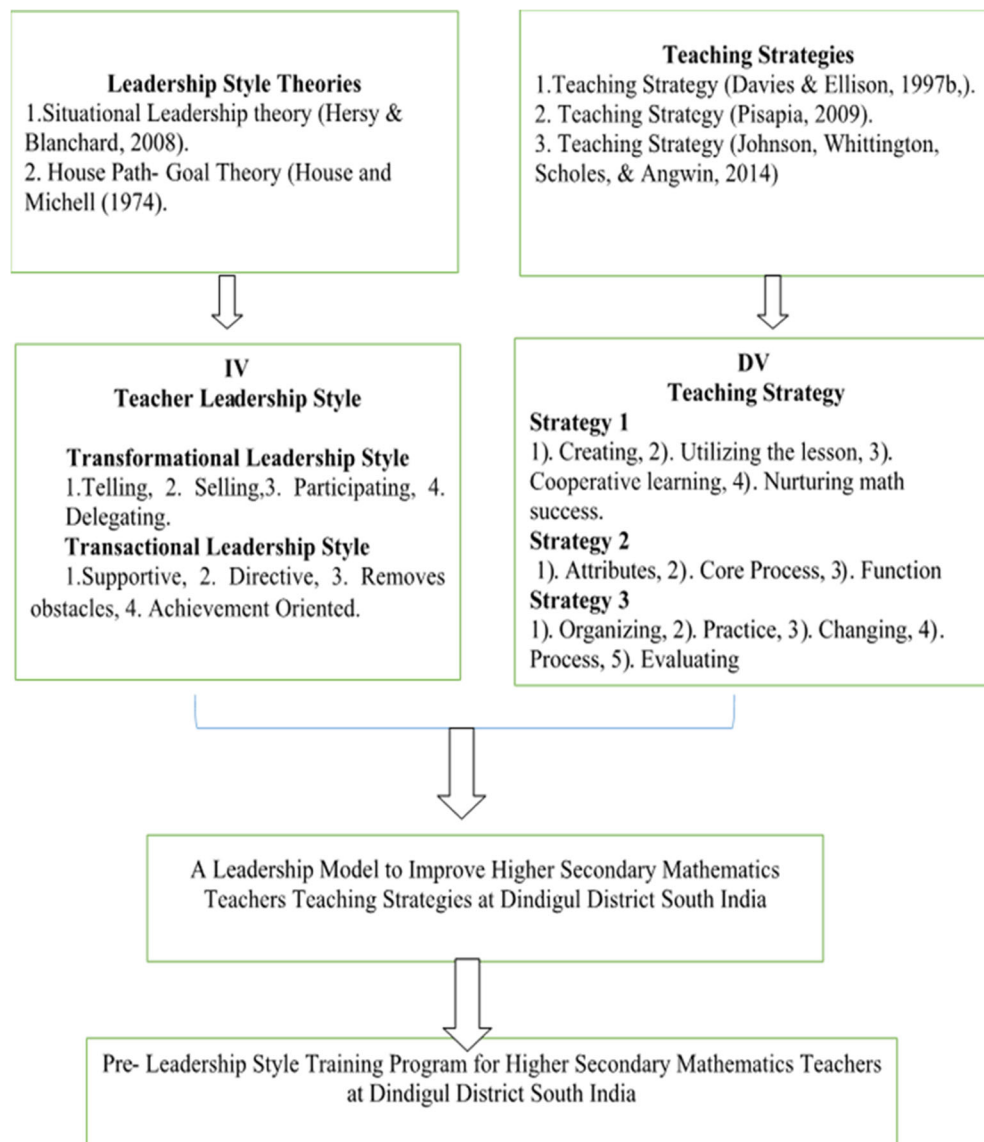 Leadership Style Theories
1.Situational Leadership theory (Hersy &
Blanchard, 2008).
2. House Path- Goal Theory (House and
Michell (1974).
Teaching Strategies
1.Teaching Strategy (Davies & Ellison, 1997b,).
2. Teaching Strategy (Pisapia, 2009).
3. Teaching Strategy (Johnson, Whittington,
Scholes, & Angwin, 2014)
IV
Teacher Leadership Style
Transformational Leadership Style
1.Telling, 2. Selling,3. Participating, 4.
Delegating.
Transactional Leadership Style
1.Supportive, 2. Directive, 3. Removes
obstacles, 4. Achievement Oriented.
DV
Teaching Strategy
Strategy 1
1). Creating, 2). Utilizing the lesson, 3).
Cooperative learning, 4). Nurturing math
success.
Strategy 2
1). Attributes, 2). Core Process, 3). Function
Strategy 3
1). Organizing, 2). Practice, 3). Changing, 4).
Process, 5). Evaluating
A Leadership Model to Improve Higher Secondary Mathematics
Teachers Teaching Strategies at Dindigul District South India
Pre- Leadership Style Training Program for Higher Secondary Mathematics Teachers
at Dindigul District South India